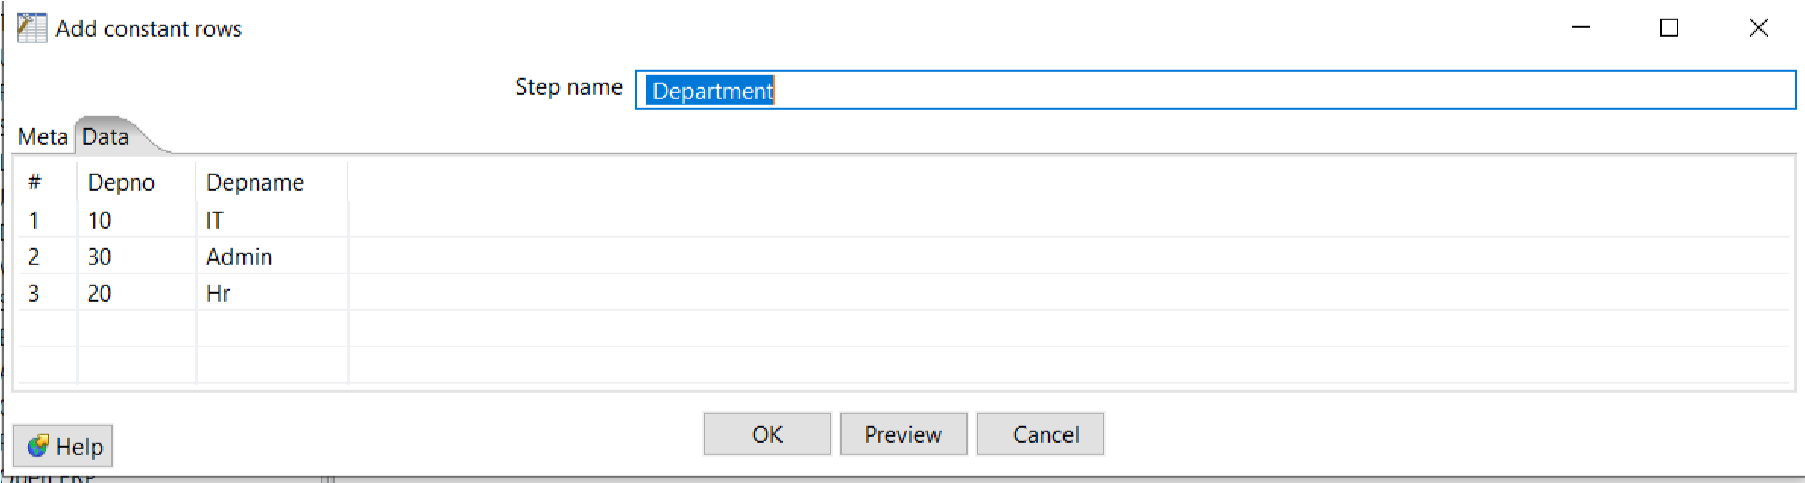 Add constant rows
Step name Department
Meta Data
# Depno Depname
1 10 IT
2 30 Admin
3 20 Hr
OK Preview Cancel
Help